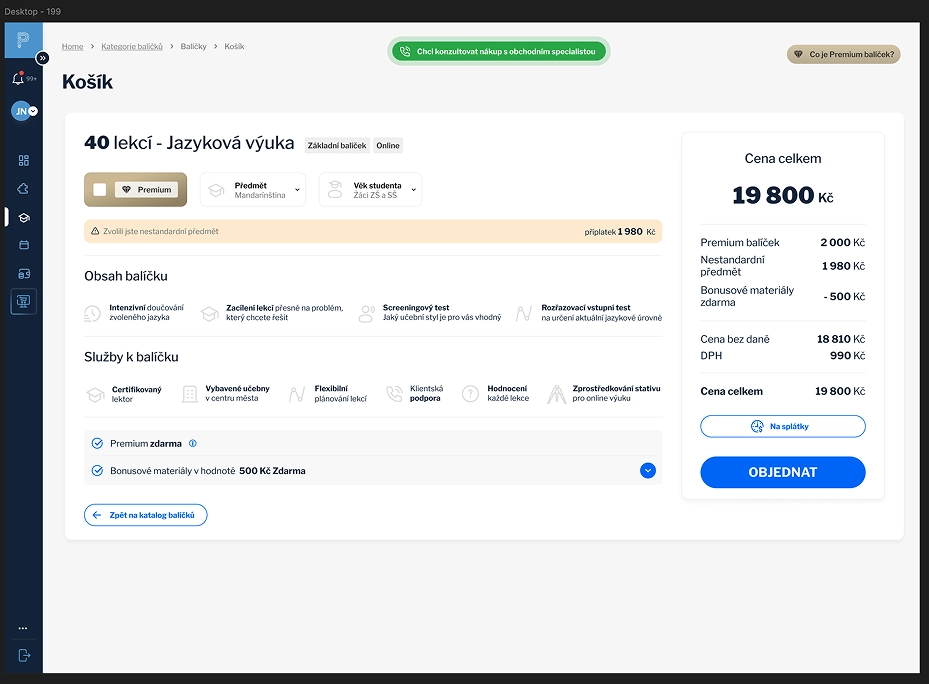 Desktop - 199
P
99+
JN
Home > Kategorie balíčků > Balíčky > Košík
Chci konzultovat nákup s obchodním specialistou
Co je Premium balíček?
Košík
40 lekcí - Jazyková výuka
Základní balíček
Online
Premium
Předmět
Mandarínština
Věk studenta
Žáci ZŠ a SŠ
Zvolili jste nestandardní předmět
příplatek 1 980 Kč
Obsah balíčku
Intenzivní doučování
zvoleného jazyka
Zacílení lekcí přesně na problém,
který chcete řešit
Screeningový test
Jaký učební styl je pro vás vhodný
Rozřazovací vstupní test
na určení aktuální jazykové úrovně
Služby k balíčku
Certifikovaný
lektor
Vybavené učebny
v centru města
Flexibilní
plánování lekcí
Klientská
podpora
Hodnocení
každé lekce
Zprostředkování stativu
pro online výuku
Premium zdarma
Bonusové materiály v hodnotě 500 Kč Zdarma
Zpět na katalog balíčků
Cena celkem
19 800 Kč
Premium balíček 2 000 Kč
Nestandardní
předmět 1 980 Kč
Bonusové materiály
zdarma - 500 Kč
Cena bez daně 18 810 Kč
DPH 990 Kč
Cena celkem 19 800 Kč
Na splátky
OBJEDNAT